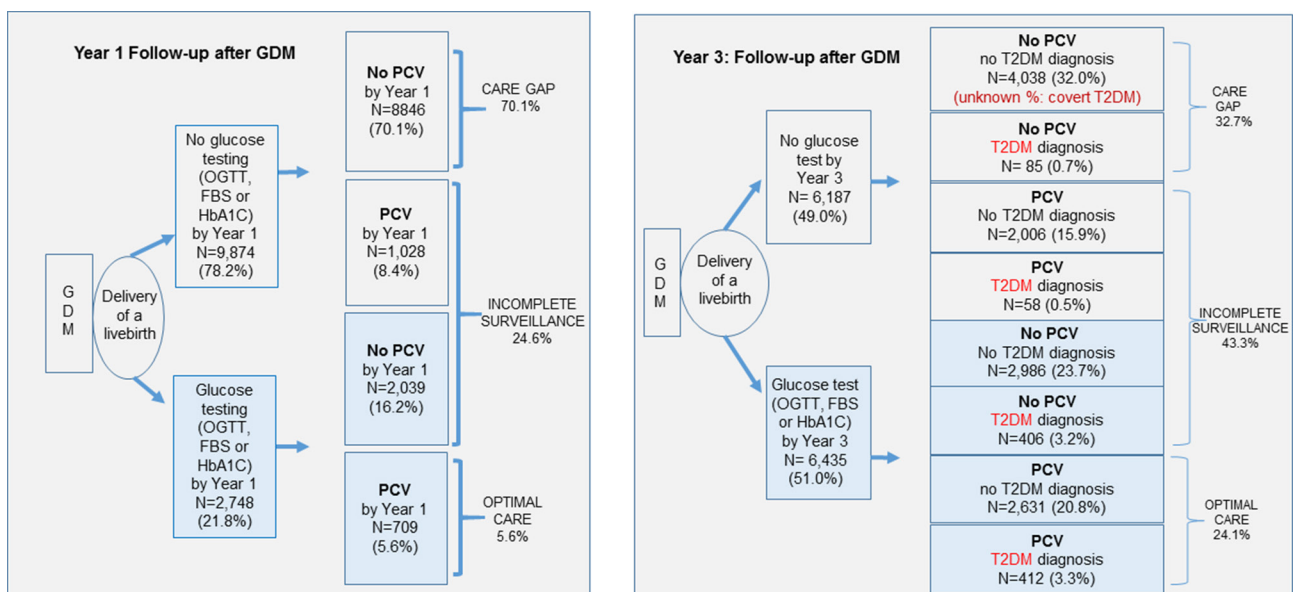 Year 1 Follow-up after GDM
G
D
M
Delivery
of a
livebirth
No glucose
testing
(OGTT,
FBS or
HbA1C)
by Year 1
N=9,874
(78.2%)
Glucose
testing
(OGTT,
FBS or
HbA1C)
by Year 1
N=2,748
(21.8%)
No PCV
by Year 1
N=8846
(70.1%)
PCV
by Year 1
N=1,028
(8.4%)
No PCV
by Year 1
N=2,039
(16.2%)
PCV
by Year 1
N=709
(5.6%)
CARE GAP
70.1%
INCOMPLETE
SURVEILLANCE
24.6%
OPTIMAL
CARE
5.6%
Year 3: Follow-up after GDM
G
D
M
Delivery
of a
livebirth
No glucose
test by
Year 3
N= 6,187
(49.0%)
Glucose test
(OGTT, FBS
or HbA1C)
by Year 3
N= 6,435
(51.0%)
No PCV
no T2DM diagnosis
N=4,038 (32.0%)
(unknown %: covert T2DM)
No PCV
T2DM diagnosis
N= 85 (0.7%)
PCV
No T2DM diagnosis
N=2,006 (15.9%)
PCV
T2DM diagnosis
N=58 (0.5%)
No PCV
No T2DM diagnosis
N=2,986 (23.7%)
No PCV
T2DM diagnosis
N=406 (3.2%)
PCV
no T2DM diagnosis
N=2,631 (20.8%)
PCV
T2DM diagnosis
N=412 (3.3%)
CARE
GAP
32.7%
INCOMPLETE
SURVEILLANCE
43.3%
OPTIMAL
CARE
24.1%